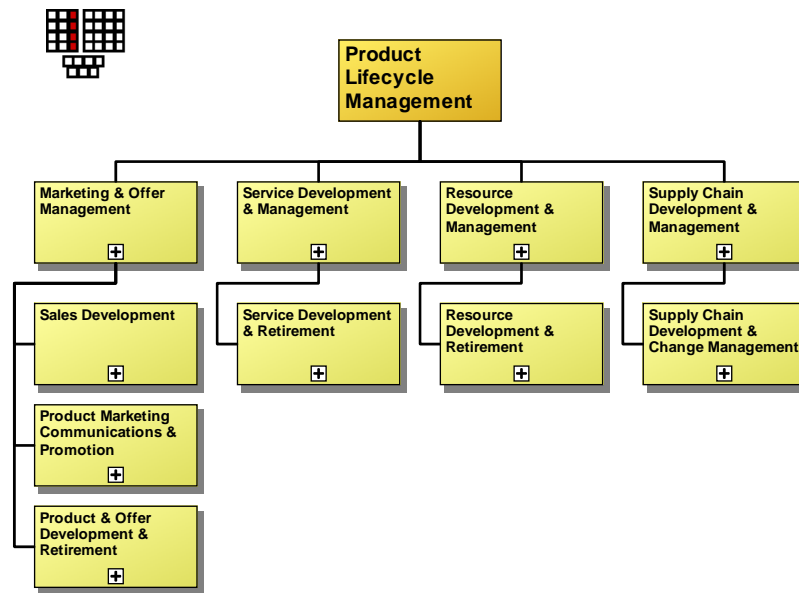 Product
Lifecycle
Management
Marketing & Offer
Management
Service Development
& Management
Resource
Development &
Management
Supply Chain
Development &
Management
Sales Development
Service Development
& Retirement
Resource
Development &
Retirement
Supply Chain
Development &
Change Management
Product Marketing
Communications &
Promotion
Product & Offer
Development &
Retirement